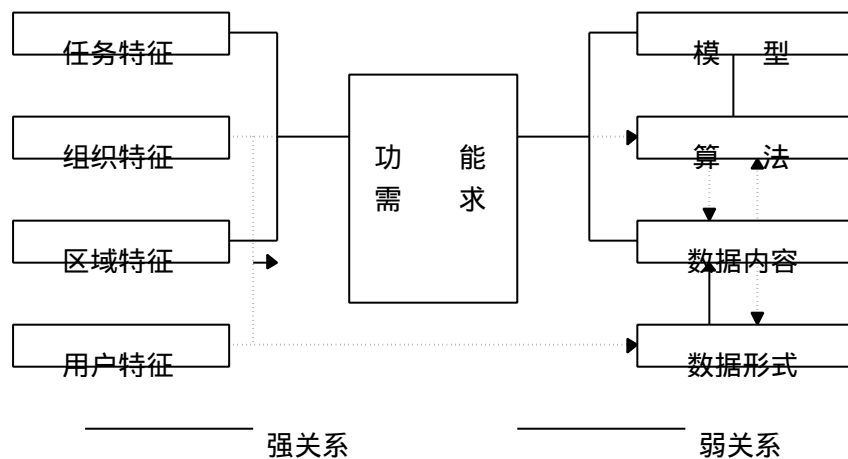 任务特征
模 型
组织特征
功 能
需 求
算 法
区域特征
数据内容
用户特征
数据形式
强关系
弱关系